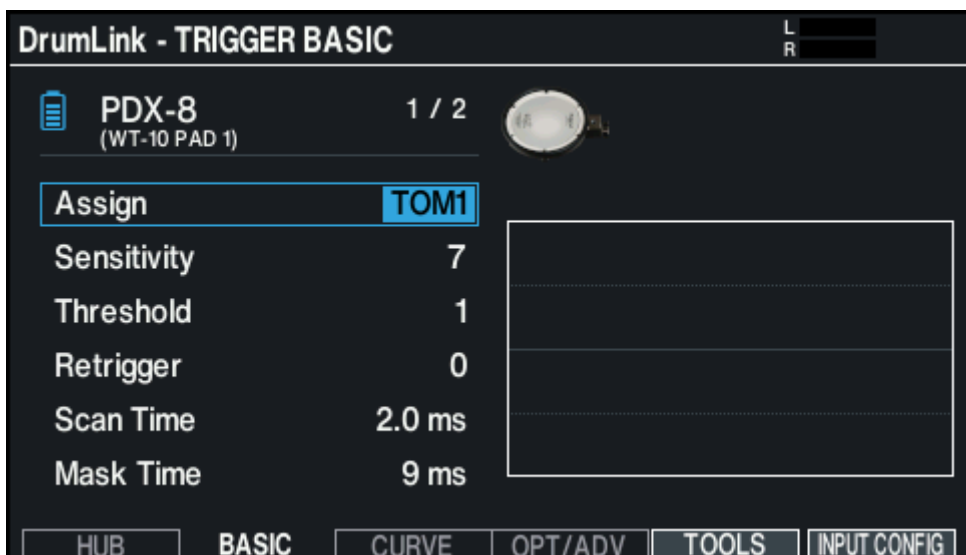 DrumLink - TRIGGER BASIC
L
R
PDX-8 1 / 2
(WT-10 PAD 1)
Assign TOM1
Sensitivity 7
Threshold 1
Retrigger 0
Scan Time 2.0 ms
Mask Time 9 ms
HUB BASIC CURVE OPT/ADV TOOLS INPUT CONFIG